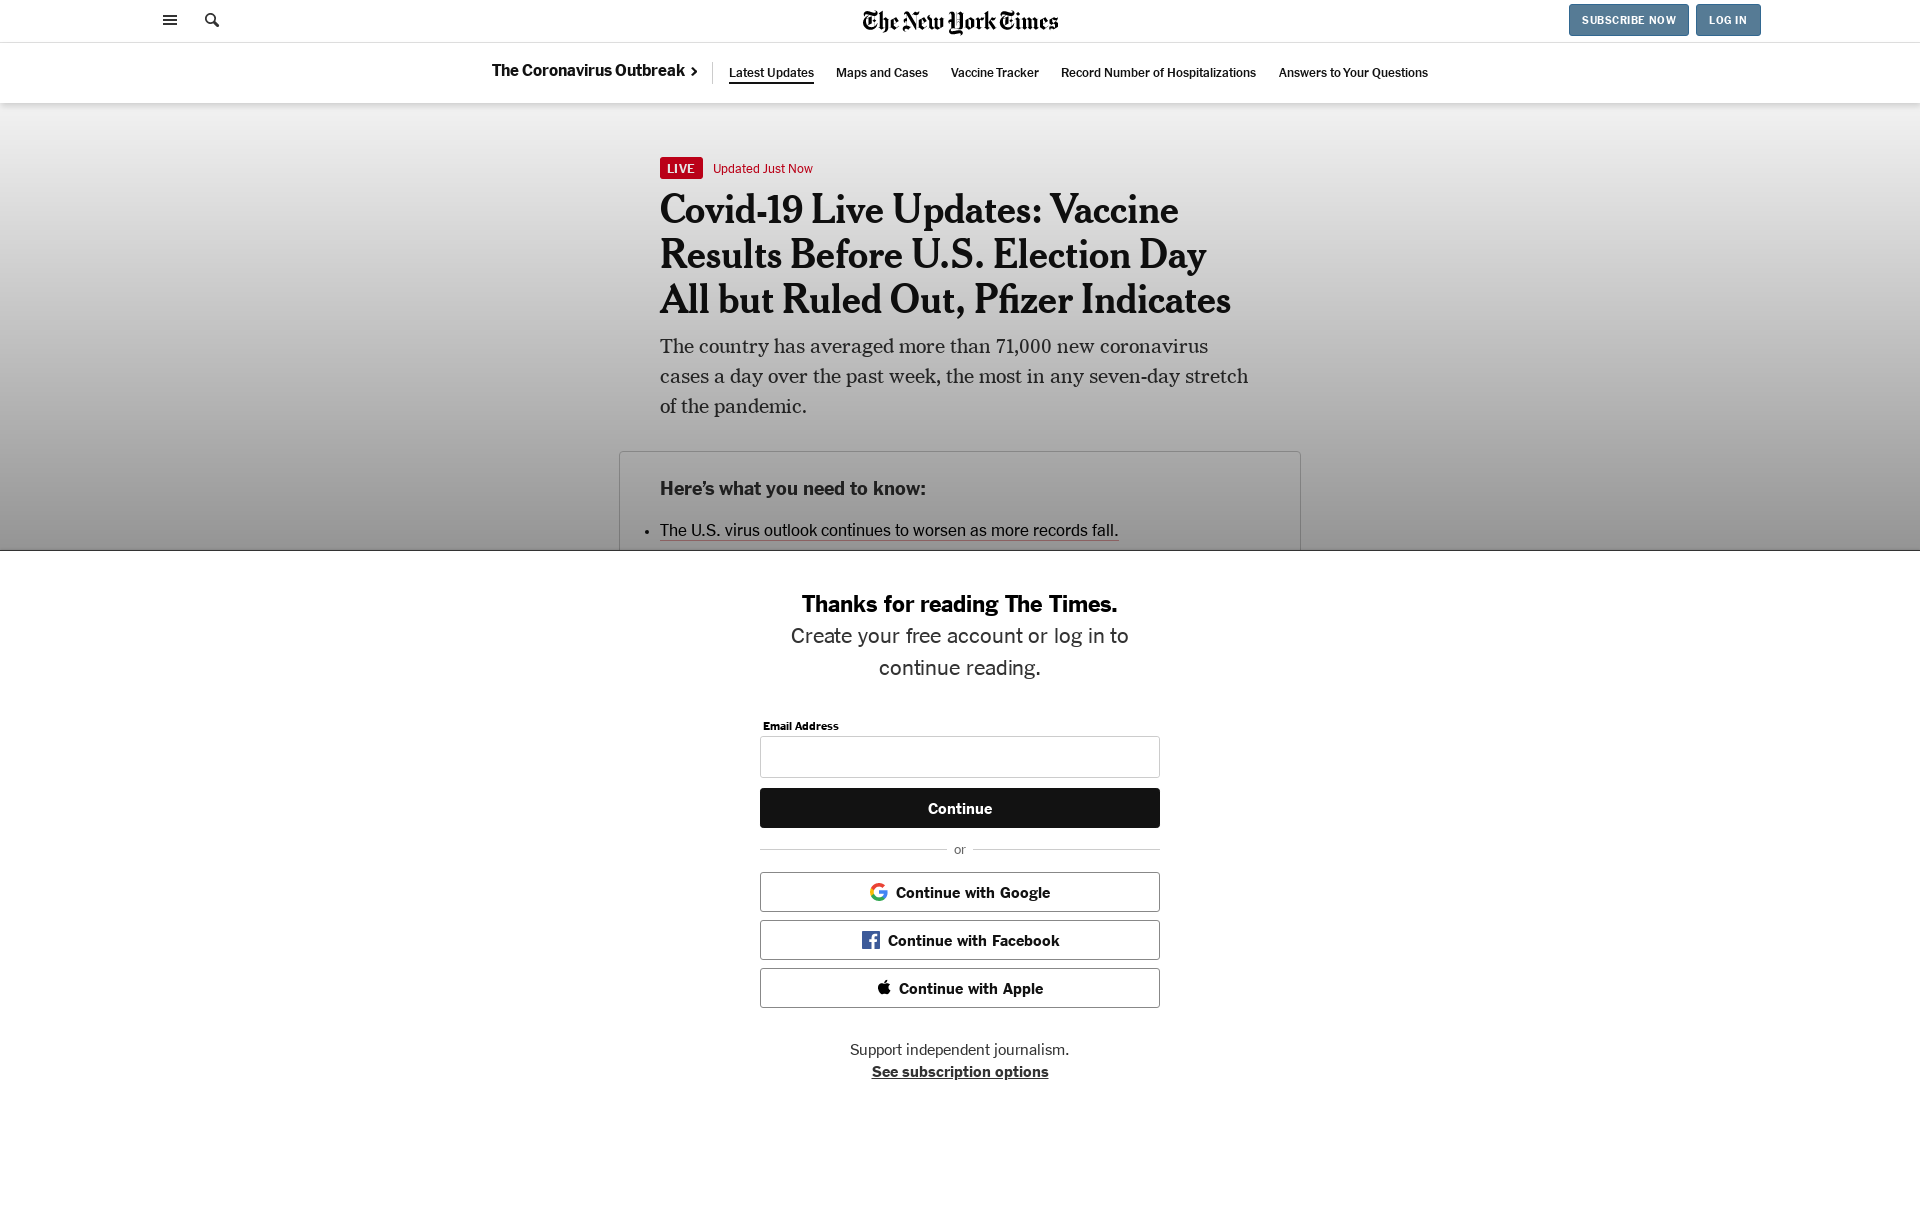 The New York Times
SUBSCRIBE NOW
LOG IN
The Coronavirus Outbreak
Latest Updates
Maps and Cases
Vaccine Tracker
Record Number of Hospitalizations
Answers to Your Questions
LIVE
Updated Just Now
Covid-19 Live Updates: Vaccine
Results Before U.S. Election Day
All but Ruled Out, Pfizer Indicates
The country has averaged more than 71,000 new coronavirus
cases a day over the past week, the most in any seven-day stretch
of the pandemic.
Here’s what you need to know:
• The U.S. virus outlook continues to worsen as more records fall.
Thanks for reading The Times.
Create your free account or log in to
continue reading.
Email Address
Continue
or
Continue with Google
Continue with Facebook
Continue with Apple
Support independent journalism.
See subscription options